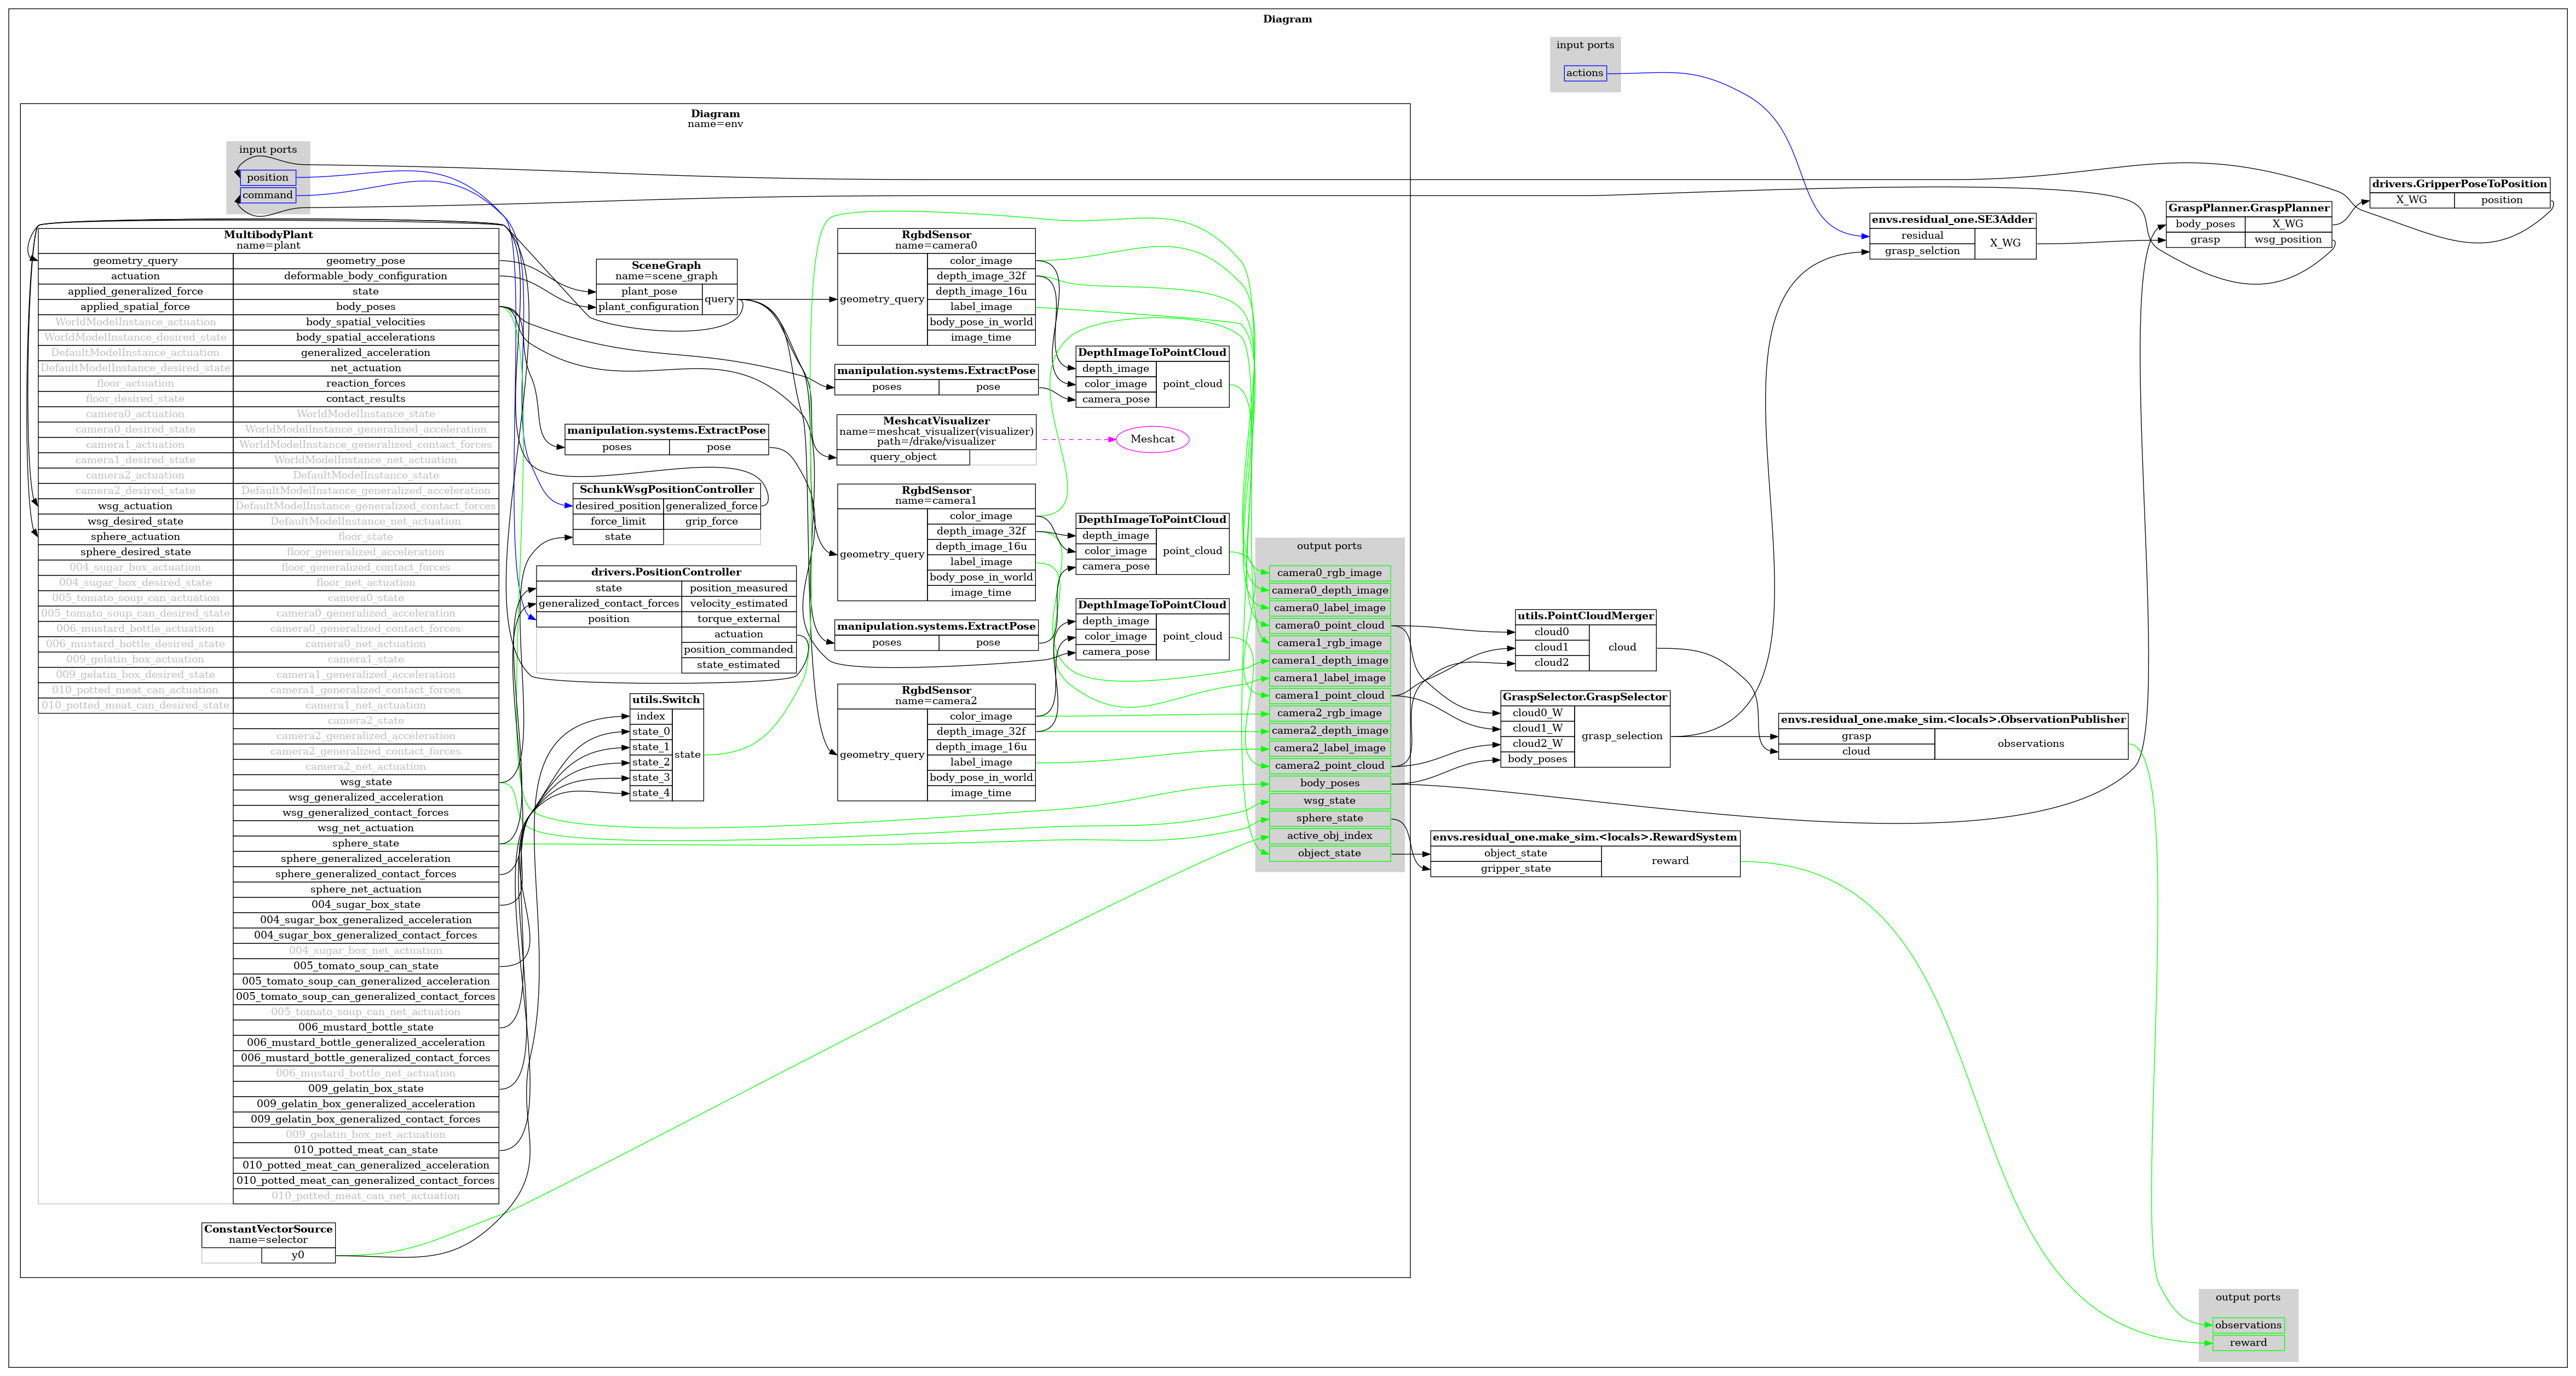 Diagram
input ports
actions
Diagram
name=env
input ports
position
command
MultibodyPlant
name=plant
geometry_query
actuation
applied_generalized_force
applied_spatial_force
WorldModelInstance_actuation
WorldModelInstance_desired_state
DefaultModelInstance_actuation
DefaultModelInstance_desired_state
floor_actuation
floor_desired_state
camera0_actuation
camera0_desired_state
camera1_actuation
camera1_desired_state
camera2_actuation
camera2_desired_state
wsg_actuation
wsg_desired_state
sphere_actuation
sphere_desired_state
004_sugar_box_actuation
004_sugar_box_desired_state
005_tomato_soup_can_actuation
005_tomato_soup_can_desired_state
006_mustard_bottle_actuation
006_mustard_bottle_desired_state
009_gelatin_box_actuation
009_gelatin_box_desired_state
010_potted_meat_can_actuation
010_potted_meat_can_desired_state
geometry_pose
deformable_body_configuration
state
body_poses
body_spatial_velocities
body_spatial_accelerations
generalized_acceleration
net_actuation
reaction_forces
contact_results
WorldModelInstance_state
WorldModelInstance_generalized_acceleration
WorldModelInstance_generalized_contact_forces
WorldModelInstance_net_actuation
DefaultModelInstance_state
DefaultModelInstance_generalized_acceleration
DefaultModelInstance_generalized_contact_forces
DefaultModelInstance_net_actuation
floor_state
floor_generalized_acceleration
floor_generalized_contact_forces
floor_net_actuation
camera0_state
camera0_generalized_acceleration
camera0_generalized_contact_forces
camera0_net_actuation
camera1_state
camera1_generalized_acceleration
camera1_generalized_contact_forces
camera1_net_actuation
camera2_state
camera2_generalized_acceleration
camera2_generalized_contact_forces
camera2_net_actuation
wsg_state
wsg_generalized_acceleration
wsg_generalized_contact_forces
wsg_net_actuation
sphere_state
sphere_generalized_acceleration
sphere_generalized_contact_forces
sphere_net_actuation
004_sugar_box_state
004_sugar_box_generalized_acceleration
004_sugar_box_generalized_contact_forces
004_sugar_box_net_actuation
005_tomato_soup_can_state
005_tomato_soup_can_generalized_acceleration
005_tomato_soup_can_generalized_contact_forces
005_tomato_soup_can_net_actuation
006_mustard_bottle_state
006_mustard_bottle_generalized_acceleration
006_mustard_bottle_generalized_contact_forces
006_mustard_bottle_net_actuation
009_gelatin_box_state
009_gelatin_box_generalized_acceleration
009_gelatin_box_generalized_contact_forces
009_gelatin_box_net_actuation
010_potted_meat_can_state
010_potted_meat_can_generalized_acceleration
010_potted_meat_can_generalized_contact_forces
010_potted_meat_can_net_actuation
ConstantVectorSource
name=selector
y0
SceneGraph
name=scene_graph
plant_pose
plant_configuration
query
manipulation.systems.ExtractPose
poses
pose
SchunkWsgPositionController
desired_position
force_limit
state
generalized_force
grip_force
drivers.PositionController
state
generalized_contact_forces
position
position_measured
velocity_estimated
torque_external
actuation
position_commanded
state_estimated
utils.Switch
index
state_0
state_1
state_2
state_3
state_4
state
RgbdSensor
name=camera0
geometry_query
color_image
depth_image_32f
depth_image_16u
label_image
body_pose_in_world
image_time
manipulation.systems.ExtractPose
poses
pose
MeshcatVisualizer
name=meshcat_visualizer(visualizer)
path=/drake/visualizer
query_object
Meshcat
RgbdSensor
name=camera1
geometry_query
color_image
depth_image_32f
depth_image_16u
label_image
body_pose_in_world
image_time
manipulation.systems.ExtractPose
poses
pose
RgbdSensor
name=camera2
geometry_query
color_image
depth_image_32f
depth_image_16u
label_image
body_pose_in_world
image_time
DepthImageToPointCloud
depth_image
color_image
camera_pose
point_cloud
DepthImageToPointCloud
depth_image
color_image
camera_pose
point_cloud
DepthImageToPointCloud
depth_image
color_image
camera_pose
point_cloud
output ports
camera0_rgb_image
camera0_depth_image
camera0_label_image
camera0_point_cloud
camera1_rgb_image
camera1_depth_image
camera1_label_image
camera1_point_cloud
camera2_rgb_image
camera2_depth_image
camera2_label_image
camera2_point_cloud
body_poses
wsg_state
sphere_state
active_obj_index
object_state
utils.PointCloudMerger
cloud0
cloud1
cloud2
cloud
GraspSelector.GraspSelector
cloud0_W
cloud1_W
cloud2_W
body_poses
grasp_selection
envs.residual_one.make_sim.<locals>.RewardSystem
object_state
gripper_state
reward
envs.residual_one.make_sim.<locals>.ObservationPublisher
grasp
cloud
observations
envs.residual_one.SE3Adder
residual
grasp_selction
X_WG
GraspPlanner.GraspPlanner
body_poses
grasp
X_WG
wsg_position
drivers.GripperPoseToPosition
X_WG
position
output ports
observations
reward